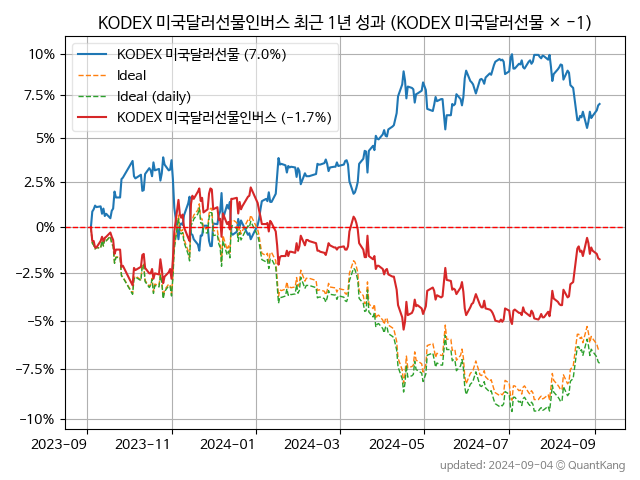 KODEX 미국달러선물인버스 최근 1년 성과 (KODEX 미국달러선물 × −1)
KODEX 미국달러선물 (7.0%)
Ideal
Ideal (daily)
KODEX 미국달러선물인버스 (−1.7%)
10%
7.5%
5%
2.5%
0%
−2.5%
−5%
−7.5%
−10%
2023−09
2023−11
2024−01
2024−03
2024−05
2024−07
2024−09
updated: 2024−09−04 © QuantKang